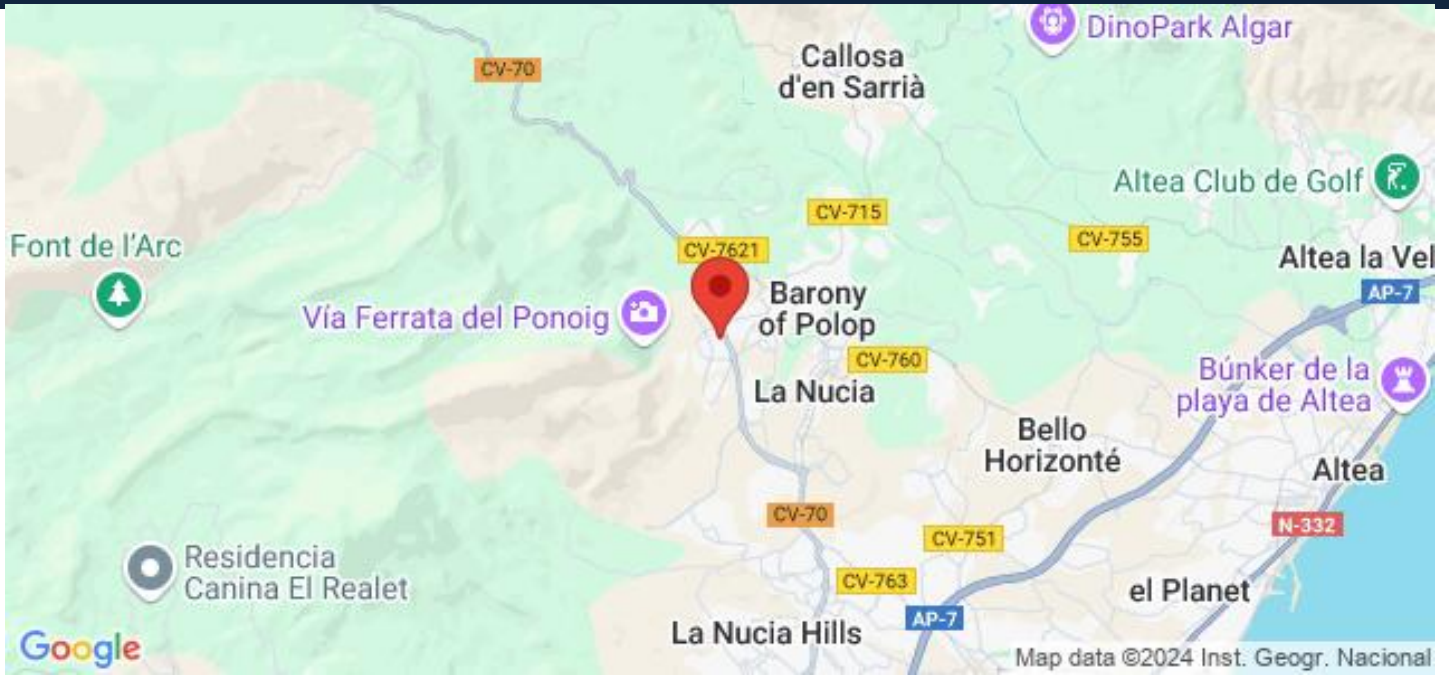 DinoPark Algar
Callosa
d'en Sarrià
CV-70
Altea Club de Golf
CV-715
CV-755
Font de l'Arc
CV-7621
Altea la Vel
AP-7
Vía Ferrata del Ponoig
Barony
of Polop
CV-760
Búnker de la
playa de Altea
La Nucia
Bello
Horizonté
Altea
CV-70
N-332
CV-751
Residencia
Canina El Realet
CV-763
el Planet
AP-7
La Nucia Hills
Google
Map data ©2024 Inst. Geogr. Nacional